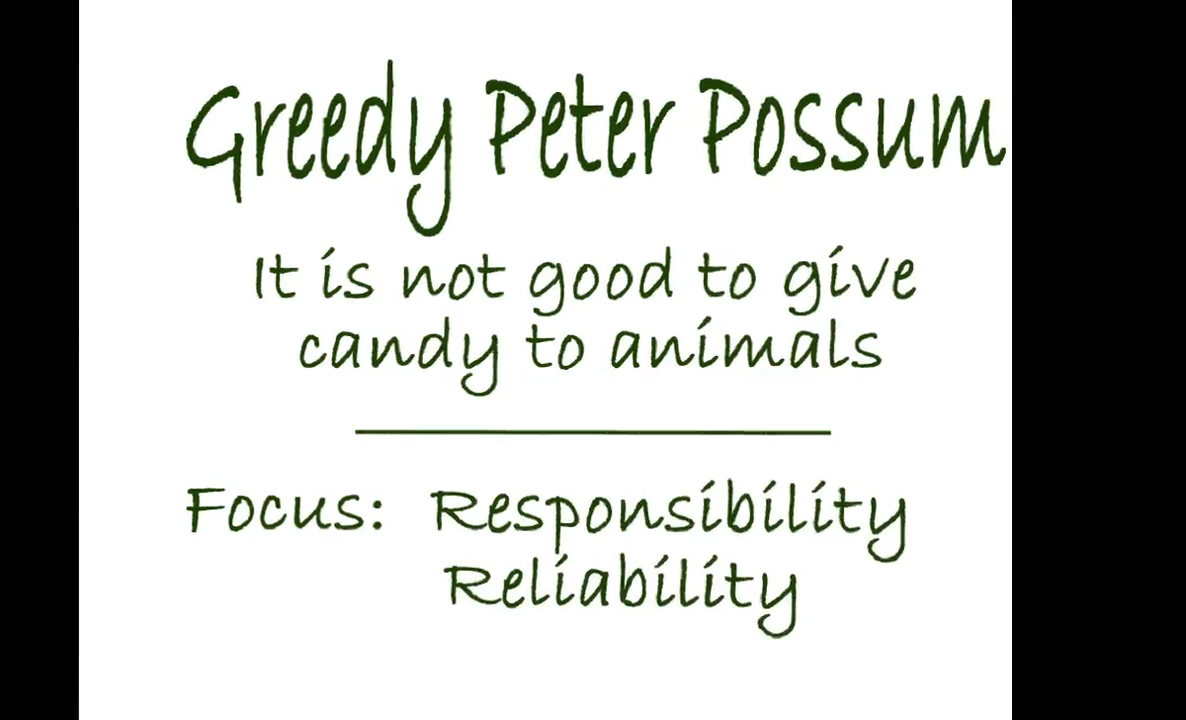 Greedy Peter Possum
It is not good to give
candy to animals
Focus: Responsibility
Reliability